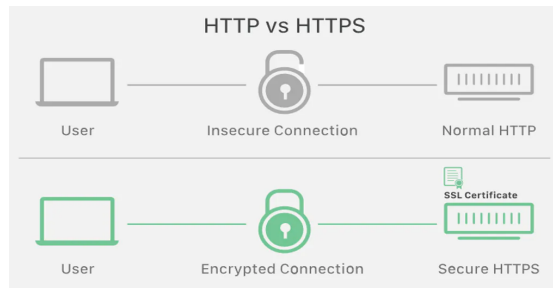 HTTP vs HTTPS
User
Insecure Connection
Normal HTTP
SSL Certificate
User
Encrypted Connection
Secure HTTPS